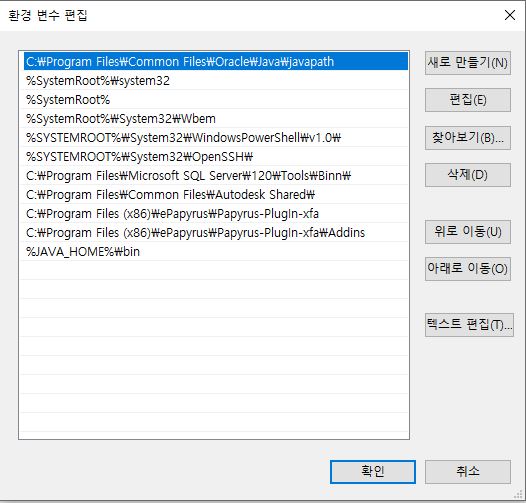 환경 변수 편집
C:₩Program Files₩Common Files₩Oracle₩Java₩javapath
%SystemRoot%₩system32
%SystemRoot%
%SystemRoot%₩System32₩Wbem
%SYSTEMROOT%₩System32₩WindowsPowerShell₩v1.0₩
%SYSTEMROOT%₩System32₩OpenSSH₩
C:₩Program Files₩Microsoft SQL Server₩120₩Tools₩Binn₩
C:₩Program Files₩Common Files₩Autodesk Shared₩
C:₩Program Files (x86)₩ePapyrus₩Papyrus-PlugIn-xfa
C:₩Program Files (x86)₩ePapyrus₩Papyrus-PlugIn-xfa₩Addins
%JAVA_HOME%₩bin
새로 만들기(N)
편집(E)
찾아보기(B)...
삭제(D)
위로 이동(U)
아래로 이동(O)
텍스트 편집(T)...
확인
취소